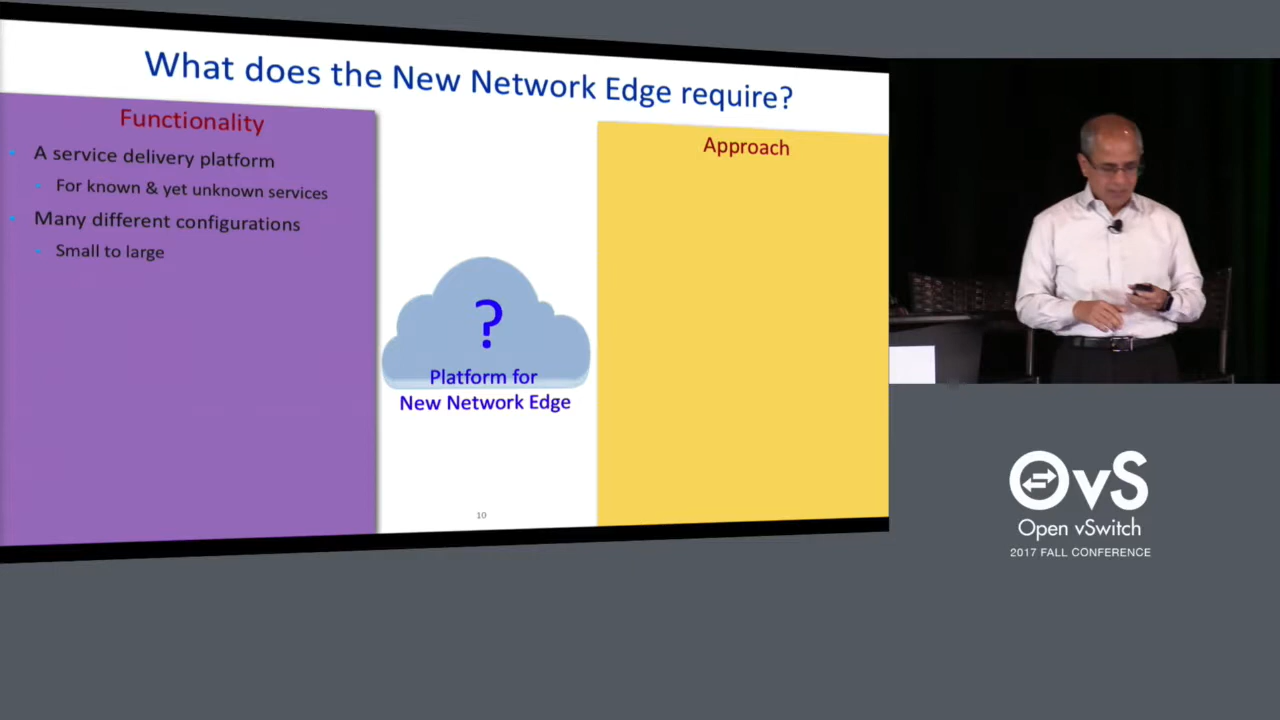 What does the New Network Edge require?
Functionality
- A service delivery platform
- For known & yet unknown services
- Many different configurations
- Small to large
?
Platform for
New Network Edge
10
Approach
OvS
Open vSwitch
2017 FALL CONFERENCE